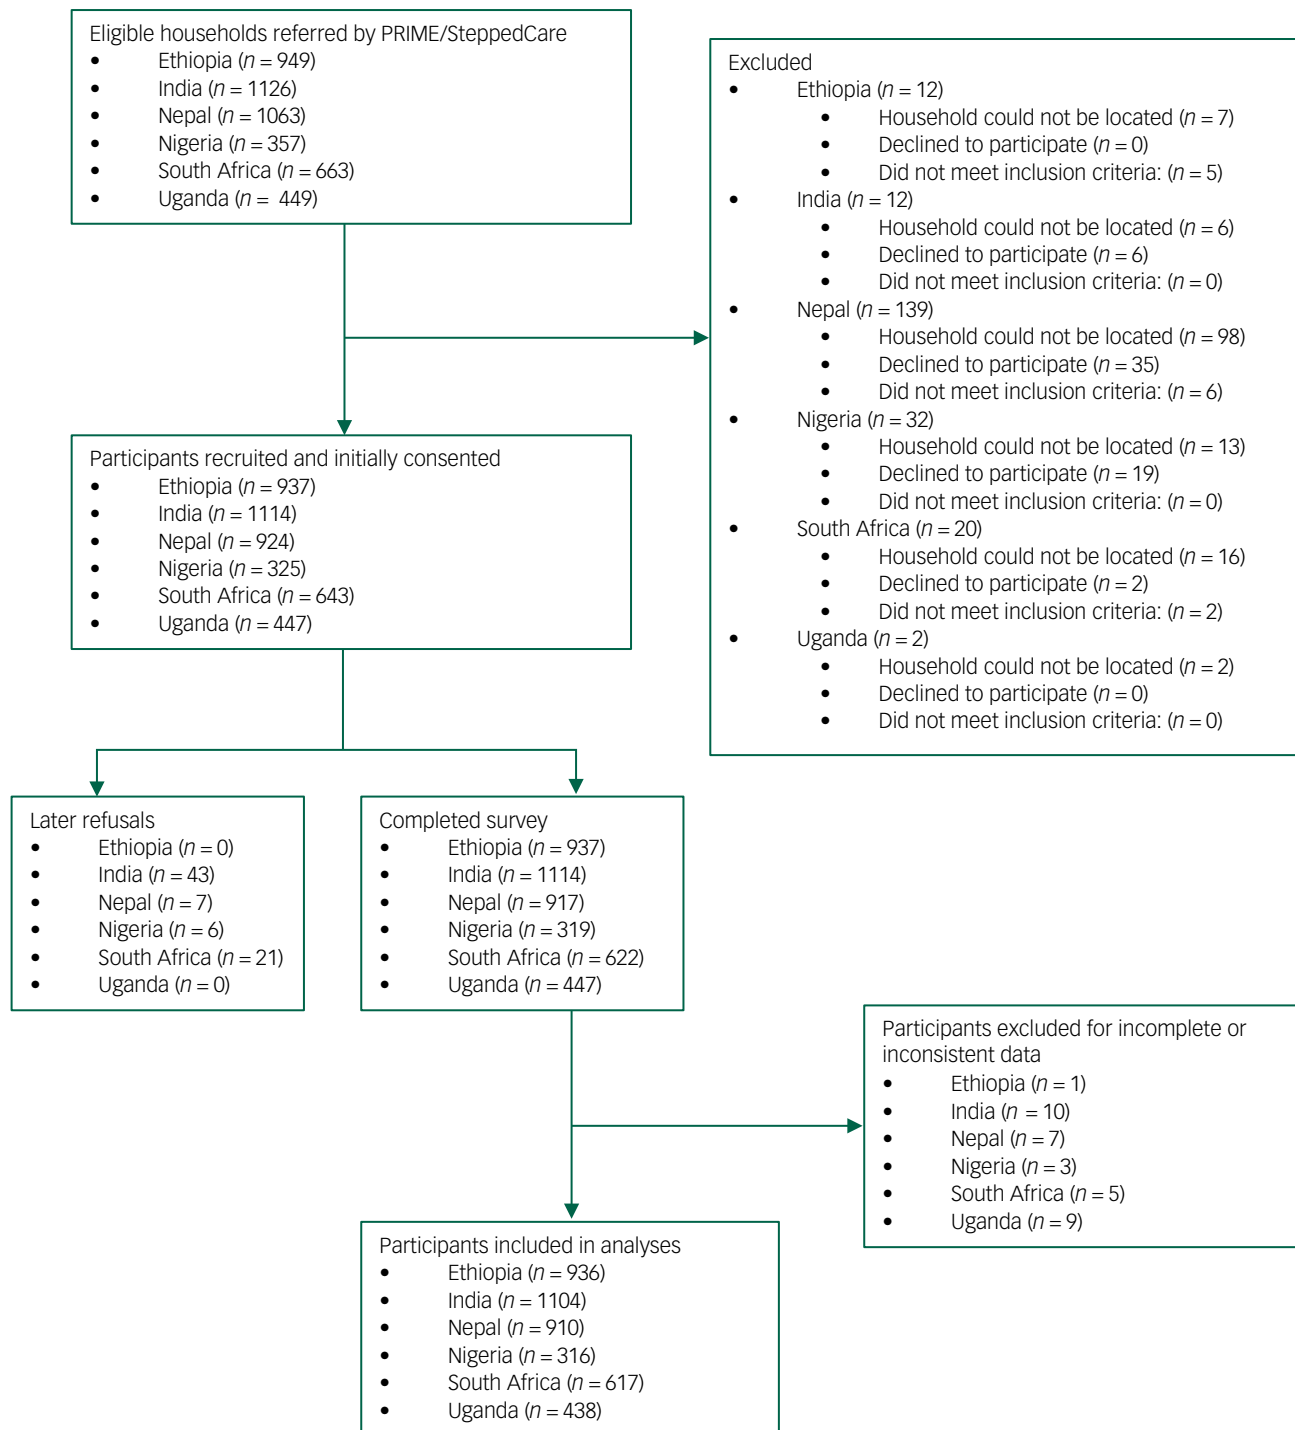 Eligible households referred by PRIME/SteppedCare
• Ethiopia (n = 949)
• India (n = 1126)
• Nepal (n = 1063)
• Nigeria (n = 357)
• South Africa (n = 663)
• Uganda (n = 449)
Excluded
• Ethiopia (n = 12)
• Household could not be located (n = 7)
• Declined to participate (n = 0)
• Did not meet inclusion criteria: (n = 5)
• India (n = 12)
• Household could not be located (n = 6)
• Declined to participate (n = 6)
• Did not meet inclusion criteria: (n = 0)
• Nepal (n = 139)
• Household could not be located (n = 98)
• Declined to participate (n = 35)
• Did not meet inclusion criteria: (n = 6)
• Nigeria (n = 32)
• Household could not be located (n = 13)
• Declined to participate (n = 19)
• Did not meet inclusion criteria: (n = 0)
• South Africa (n = 20)
• Household could not be located (n = 16)
• Declined to participate (n = 2)
• Did not meet inclusion criteria: (n = 2)
• Uganda (n = 2)
• Household could not be located (n = 2)
• Declined to participate (n = 0)
• Did not meet inclusion criteria: (n = 0)
Participants recruited and initially consented
• Ethiopia (n = 937)
• India (n = 1114)
• Nepal (n = 924)
• Nigeria (n = 325)
• South Africa (n = 643)
• Uganda (n = 447)
Later refusals
• Ethiopia (n = 0)
• India (n = 43)
• Nepal (n = 7)
• Nigeria (n = 6)
• South Africa (n = 21)
• Uganda (n = 0)
Completed survey
• Ethiopia (n = 937)
• India (n = 1114)
• Nepal (n = 917)
• Nigeria (n = 319)
• South Africa (n = 622)
• Uganda (n = 447)
Participants excluded for incomplete or
inconsistent data
• Ethiopia (n = 1)
• India (n = 10)
• Nepal (n = 7)
• Nigeria (n = 3)
• South Africa (n = 5)
• Uganda (n = 9)
Participants included in analyses
• Ethiopia (n = 936)
• India (n = 1104)
• Nepal (n = 910)
• Nigeria (n = 316)
• South Africa (n = 617)
• Uganda (n = 438)